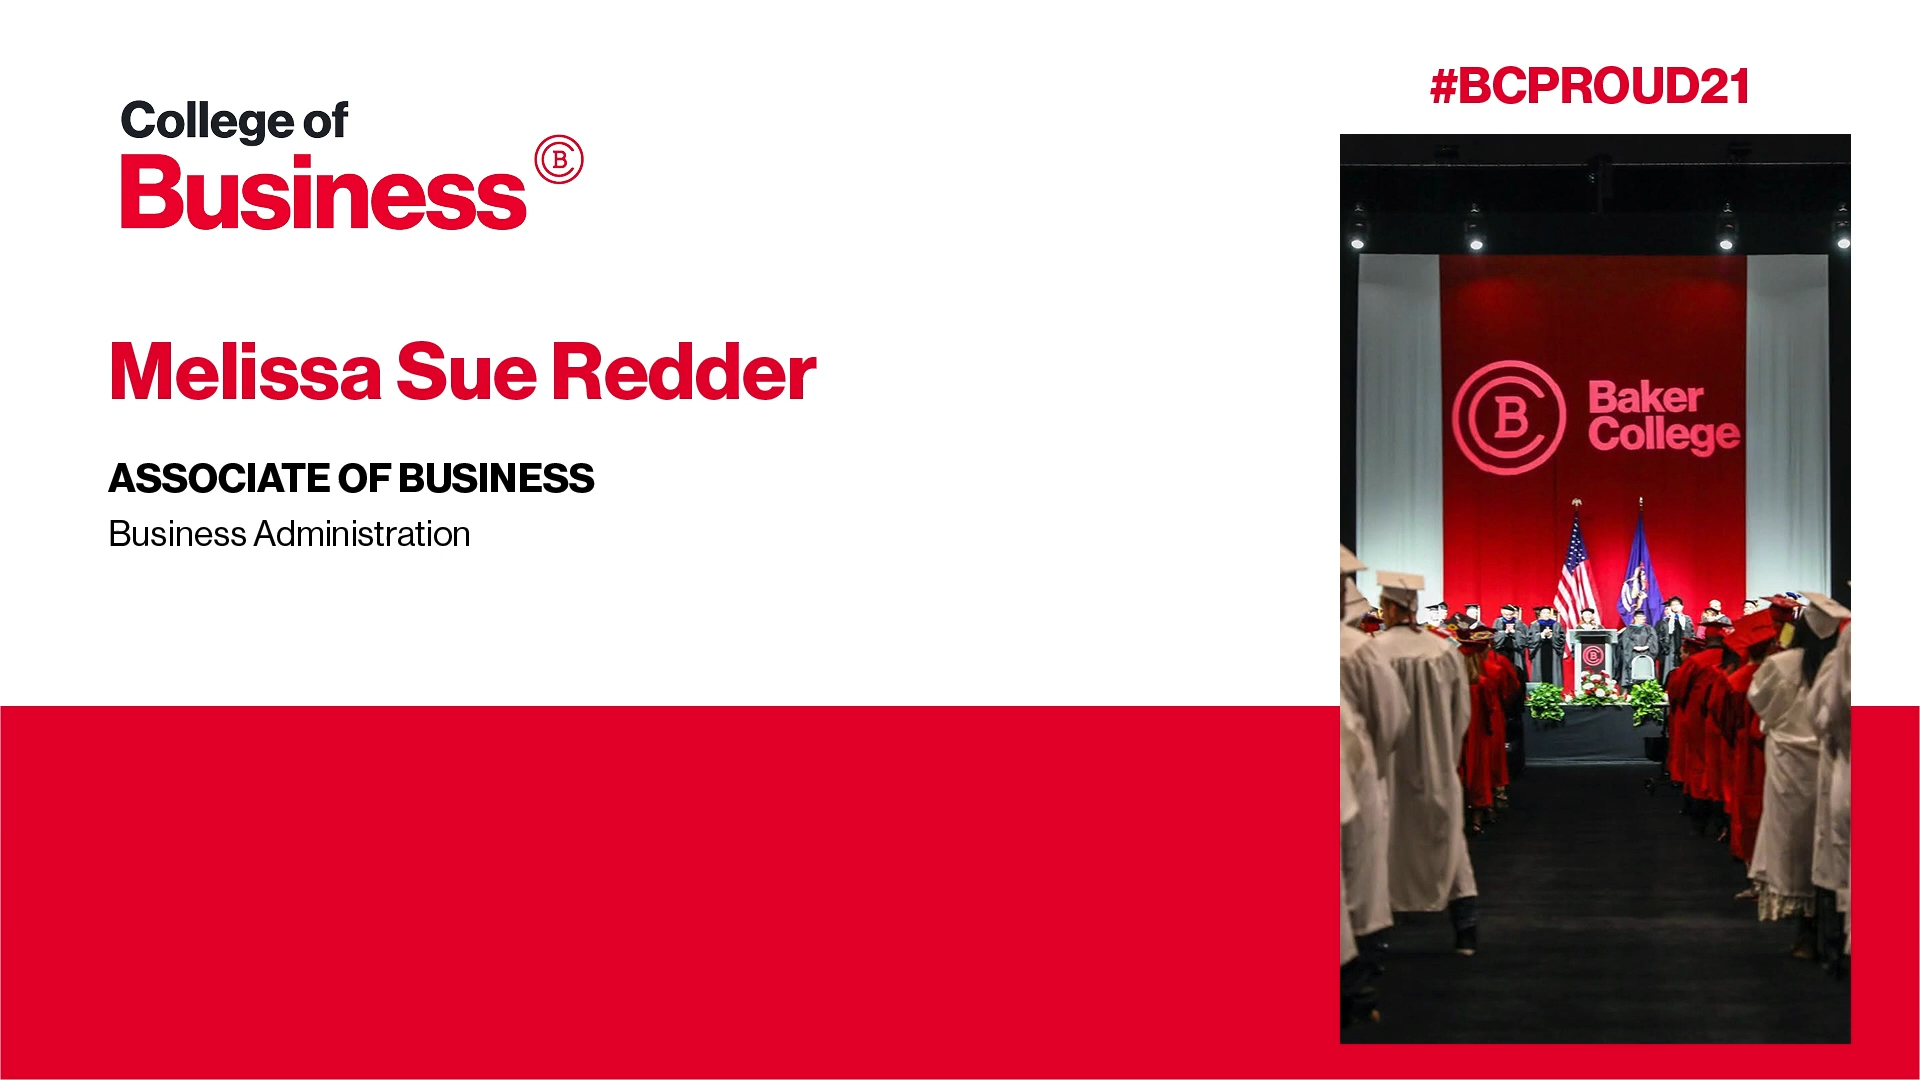 College of
Business
B
Melissa Sue Redder
ASSOCIATE OF BUSINESS
Business Administration
#BCPROUD21
B
Baker
College
B